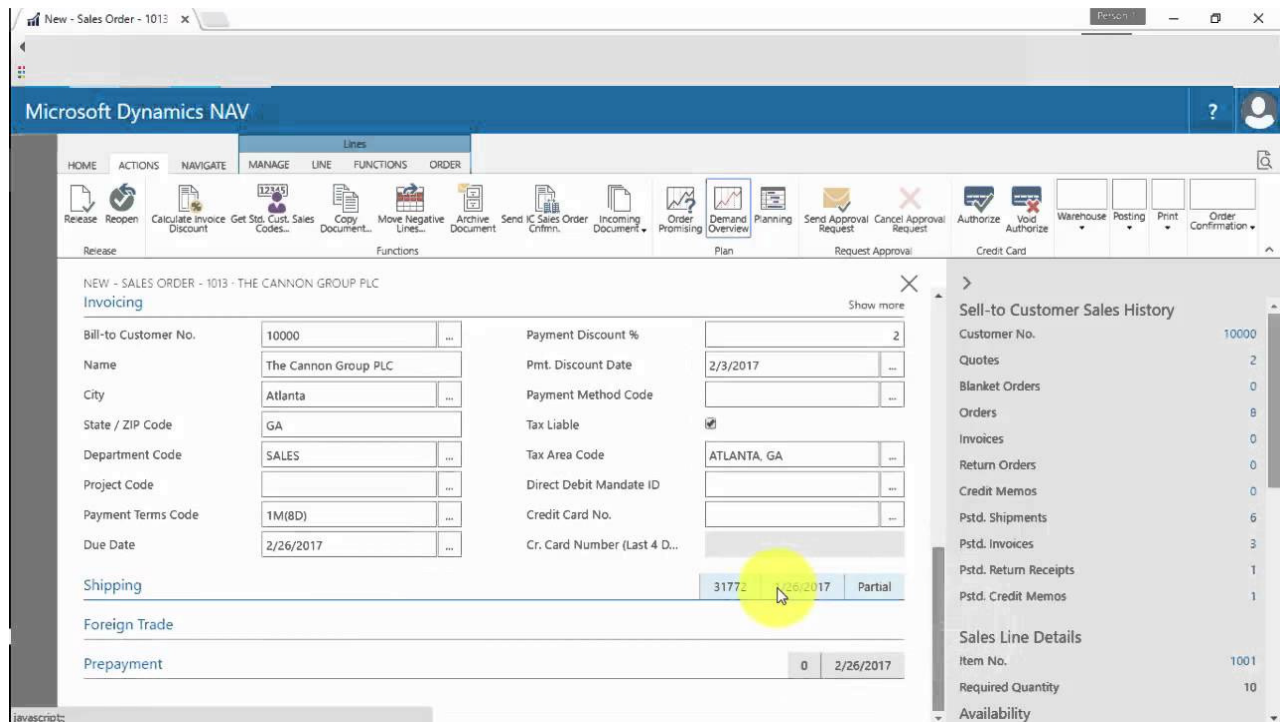 New - Sales Order - 1013
Person 1
Microsoft Dynamics NAV
?
Lines
HOME ACTIONS NAVIGATE MANAGE LINE FUNCTIONS ORDER
12345
Release Reopen Calculate Invoice Discount Get Std. Cust. Sales Codes... Copy Document... Move Negative Lines... Archive Document Send IC Sales Order Cnfmn. Incoming Document Order Promising Demand Overview Planning Send Approval Request Cancel Approval Request Authorize Void Authorize Warehouse Posting Print Order Confirmation
Release Functions Plan Request Approval Credit Card
NEW - SALES ORDER - 1013 · THE CANNON GROUP PLC
Invoicing Show more
Bill-to Customer No. 10000 ... Payment Discount % 2
Name The Cannon Group PLC Pmt. Discount Date 2/3/2017 ...
City Atlanta ... Payment Method Code ...
State / ZIP Code GA Tax Liable
Department Code SALES ... Tax Area Code ATLANTA, GA ...
Project Code ... Direct Debit Mandate ID ...
Payment Terms Code 1M(8D) ... Credit Card No. ...
Due Date 2/26/2017 ... Cr. Card Number (Last 4 D...
Shipping 31772 1/26/2017 Partial
Foreign Trade
Prepayment 0 2/26/2017
Sell-to Customer Sales History
Customer No. 10000
Quotes 2
Blanket Orders 0
Orders 8
Invoices 0
Return Orders 0
Credit Memos 0
Pstd. Shipments 6
Pstd. Invoices 3
Pstd. Return Receipts 1
Pstd. Credit Memos 1
Sales Line Details
Item No. 1001
Required Quantity 10
Availability
javascript: